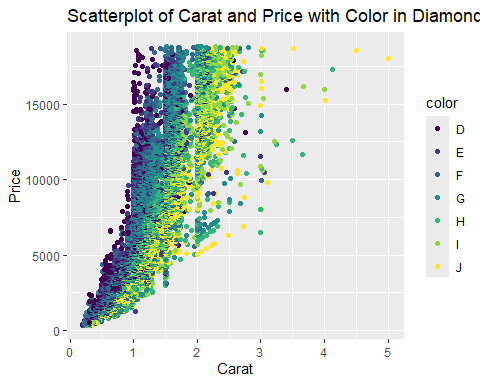 Scatterplot of Carat and Price with Color in Diamond
Price
15000
10000
5000
0
0
1
2
3
4
5
Carat
color
D
E
F
G
H
I
J